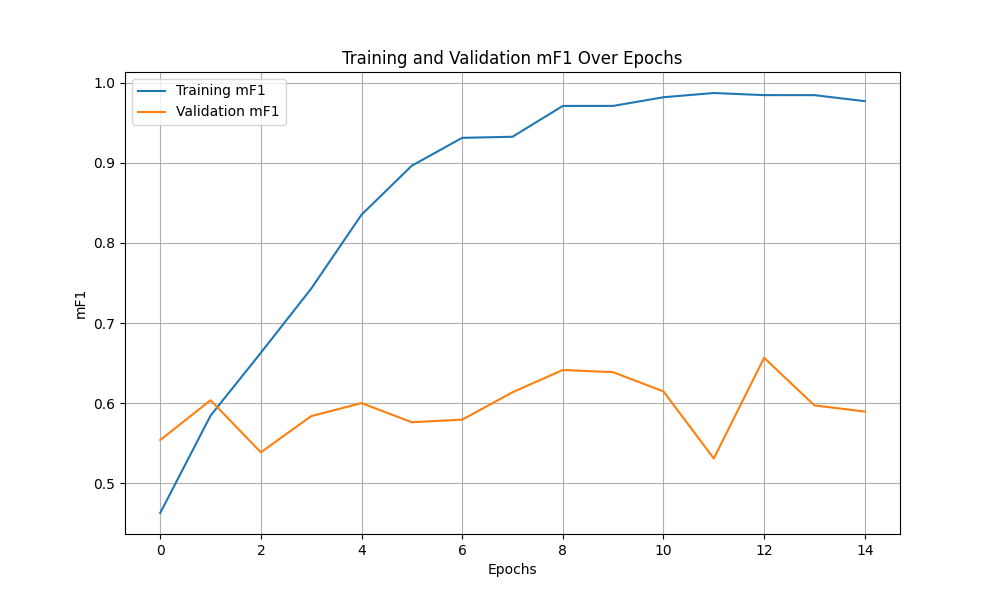 Training and Validation mF1 Over Epochs
Training mF1
Validation mF1
1.0
0.9
0.8
0.7
0.6
0.5
mF1
0 2 4 6 8 10 12 14
Epochs